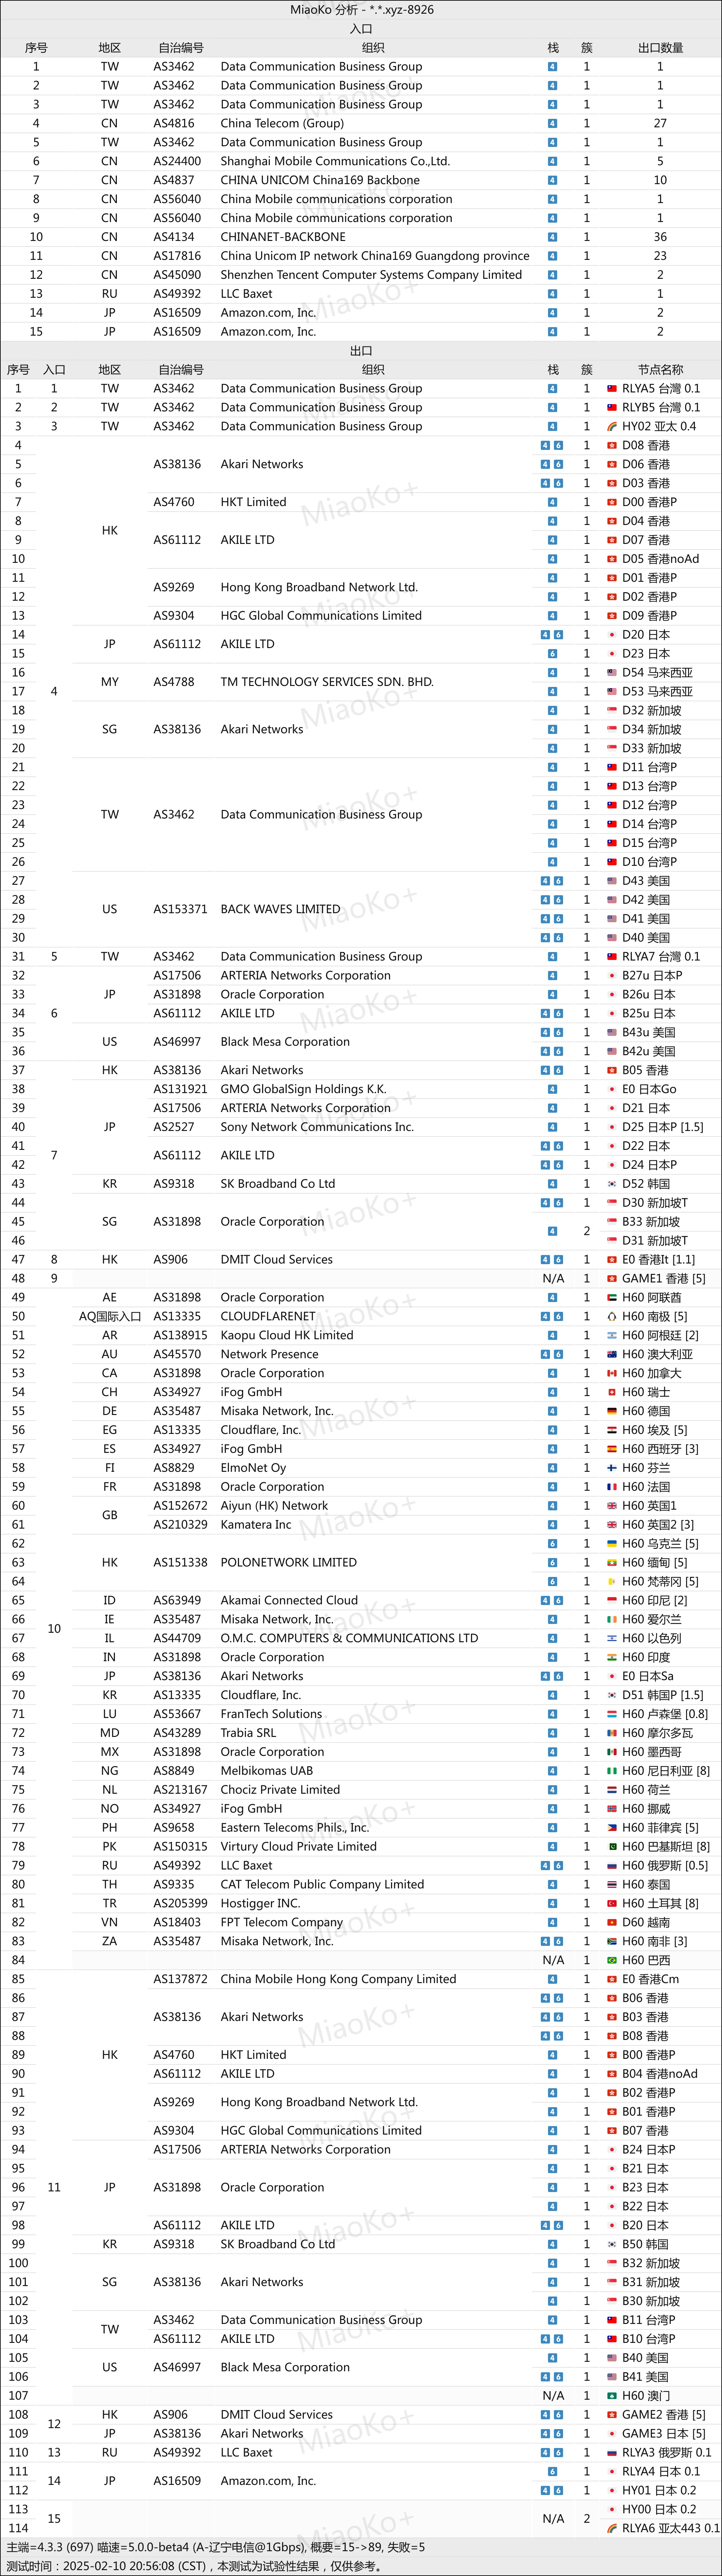 MiaoKo 分析 - *.*.xyz-8926
入口
序号 地区 自治编号 组织 栈 簇 出口数量
1 TW AS3462 Data Communication Business Group 4 1 1
2 TW AS3462 Data Communication Business Group 4 1 1
3 TW AS3462 Data Communication Business Group 4 1 1
4 CN AS4816 China Telecom (Group) 4 1 27
5 TW AS3462 Data Communication Business Group 4 1 1
6 CN AS24400 Shanghai Mobile Communications Co.,Ltd. 4 1 5
7 CN AS4837 CHINA UNICOM China169 Backbone 4 1 10
8 CN AS56040 China Mobile communications corporation 4 1 1
9 CN AS56040 China Mobile communications corporation 4 1 1
10 CN AS4134 CHINANET-BACKBONE 4 1 36
11 CN AS17816 China Unicom IP network China169 Guangdong province 4 1 23
12 CN AS45090 Shenzhen Tencent Computer Systems Company Limited 4 1 2
13 RU AS49392 LLC Baxet 4 1 1
14 JP AS16509 Amazon.com, Inc. 4 1 2
15 JP AS16509 Amazon.com, Inc. 4 1 2
出口
序号 入口 地区 自治编号 组织 栈 簇 节点名称
1 1 TW AS3462 Data Communication Business Group 4 1 RLYA5 台灣 0.1
2 2 TW AS3462 Data Communication Business Group 4 1 RLYB5 台灣 0.1
3 3 TW AS3462 Data Communication Business Group 4 1 HY02 亚太 0.4
4 4 6 1 D08 香港
5 AS38136 Akari Networks 4 6 1 D06 香港
6 4 6 1 D03 香港
7 AS4760 HKT Limited 4 1 D00 香港P
8 HK 4 1 D04 香港
9 AS61112 AKILE LTD 4 1 D07 香港
10 4 1 D05 香港noAd
11 AS9269 Hong Kong Broadband Network Ltd. 4 1 D01 香港P
12 4 1 D02 香港P
13 AS9304 HGC Global Communications Limited 4 1 D09 香港P
14 JP AS61112 AKILE LTD 4 6 1 D20 日本
15 6 1 D23 日本
16 MY AS4788 TM TECHNOLOGY SERVICES SDN. BHD. 4 1 D54 马来西亚
17 4 4 1 D53 马来西亚
18 4 1 D32 新加坡
19 SG AS38136 Akari Networks 4 1 D34 新加坡
20 4 1 D33 新加坡
21 4 1 D11 台湾P
22 4 1 D13 台湾P
23 TW AS3462 Data Communication Business Group 4 1 D12 台湾P
24 4 1 D14 台湾P
25 4 1 D15 台湾P
26 4 1 D10 台湾P
27 4 6 1 D43 美国
28 US AS153371 BACK WAVES LIMITED 4 6 1 D42 美国
29 4 6 1 D41 美国
30 4 6 1 D40 美国
31 5 TW AS3462 Data Communication Business Group 4 1 RLYA7 台灣 0.1
32 AS17506 ARTERIA Networks Corporation 4 1 B27u 日本P
33 JP AS31898 Oracle Corporation 4 1 B26u 日本
34 6 AS61112 AKILE LTD 4 6 1 B25u 日本
35 US AS46997 Black Mesa Corporation 4 6 1 B43u 美国
36 4 6 1 B42u 美国
37 HK AS38136 Akari Networks 4 6 1 B05 香港
38 AS131921 GMO GlobalSign Holdings K.K. 4 1 E0 日本Go
39 AS17506 ARTERIA Networks Corporation 4 1 D21 日本
40 JP AS2527 Sony Network Communications Inc. 4 1 D25 日本P [1.5]
41 7 AS61112 AKILE LTD 4 6 1 D22 日本
42 4 6 1 D24 日本P
43 KR AS9318 SK Broadband Co Ltd 4 1 D52 韩国
44 4 6 1 D30 新加坡T
45 SG AS31898 Oracle Corporation 4 2 B33 新加坡
46 D31 新加坡T
47 8 HK AS906 DMIT Cloud Services 4 6 1 E0 香港It [1.1]
48 9 N/A 1 GAME1 香港 [5]
49 AE AS31898 Oracle Corporation 4 1 H60 阿联酋
50 AQ国际入口 AS13335 CLOUDFLARENET 4 6 1 H60 南极 [5]
51 AR AS138915 Kaopu Cloud HK Limited 4 1 H60 阿根廷 [2]
52 AU AS45570 Network Presence 4 6 1 H60 澳大利亚
53 CA AS31898 Oracle Corporation 4 1 H60 加拿大
54 CH AS34927 iFog GmbH 4 1 H60 瑞士
55 DE AS35487 Misaka Network, Inc. 4 1 H60 德国
56 EG AS13335 Cloudflare, Inc. 4 1 H60 埃及 [5]
57 ES AS34927 iFog GmbH 4 1 H60 西班牙 [3]
58 FI AS8829 ElmoNet Oy 4 1 H60 芬兰
59 FR AS31898 Oracle Corporation 4 1 H60 法国
60 GB AS152672 Aiyun (HK) Network 4 1 H60 英国1
61 AS210329 Kamatera Inc 4 1 H60 英国2 [3]
62 6 1 H60 乌克兰 [5]
63 HK AS151338 POLONETWORK LIMITED 6 1 H60 缅甸 [5]
64 6 1 H60 梵蒂冈 [5]
65 ID AS63949 Akamai Connected Cloud 4 6 1 H60 印尼 [2]
66 10 IE AS35487 Misaka Network, Inc. 4 1 H60 爱尔兰
67 IL AS44709 O.M.C. COMPUTERS & COMMUNICATIONS LTD 4 1 H60 以色列
68 IN AS31898 Oracle Corporation 4 1 H60 印度
69 JP AS38136 Akari Networks 4 6 1 E0 日本Sa
70 KR AS13335 Cloudflare, Inc. 4 1 D51 韩国P [1.5]
71 LU AS53667 FranTech Solutions 4 1 H60 卢森堡 [0.8]
72 MD AS43289 Trabia SRL 4 1 H60 摩尔多瓦
73 MX AS31898 Oracle Corporation 4 1 H60 墨西哥
74 NG AS8849 Melbikomas UAB 4 1 H60 尼日利亚 [8]
75 NL AS213167 Chociz Private Limited 4 1 H60 荷兰
76 NO AS34927 iFog GmbH 4 1 H60 挪威
77 PH AS9658 Eastern Telecoms Phils., Inc. 4 1 H60 菲律宾 [5]
78 PK AS150315 Virtury Cloud Private Limited 4 1 H60 巴基斯坦 [8]
79 RU AS49392 LLC Baxet 4 6 1 H60 俄罗斯 [0.5]
80 TH AS9335 CAT Telecom Public Company Limited 4 1 H60 泰国
81 TR AS205399 Hostigger INC. 4 1 H60 土耳其 [8]
82 VN AS18403 FPT Telecom Company 4 1 D60 越南
83 ZA AS35487 Misaka Network, Inc. 4 6 1 H60 南非 [3]
84 N/A 1 H60 巴西
85 AS137872 China Mobile Hong Kong Company Limited 4 1 E0 香港Cm
86 4 6 1 B06 香港
87 AS38136 Akari Networks 4 6 1 B03 香港
88 4 6 1 B08 香港
89 HK AS4760 HKT Limited 4 1 B00 香港P
90 AS61112 AKILE LTD 4 1 B04 香港noAd
91 AS9269 Hong Kong Broadband Network Ltd. 4 1 B02 香港P
92 4 1 B01 香港P
93 AS9304 HGC Global Communications Limited 4 1 B07 香港
94 AS17506 ARTERIA Networks Corporation 4 1 B24 日本P
95 4 1 B21 日本
96 11 JP AS31898 Oracle Corporation 4 1 B23 日本
97 4 1 B22 日本
98 AS61112 AKILE LTD 4 6 1 B20 日本
99 KR AS9318 SK Broadband Co Ltd 4 1 B50 韩国
100 4 1 B32 新加坡
101 SG AS38136 Akari Networks 4 1 B31 新加坡
102 4 1 B30 新加坡
103 TW AS3462 Data Communication Business Group 4 1 B11 台湾P
104 AS61112 AKILE LTD 4 6 1 B10 台湾P
105 US AS46997 Black Mesa Corporation 4 1 B40 美国
106 4 6 1 B41 美国
107 N/A 1 H60 澳门
108 12 HK AS906 DMIT Cloud Services 4 6 1 GAME2 香港 [5]
109 JP AS38136 Akari Networks 4 6 1 GAME3 日本 [5]
110 13 RU AS49392 LLC Baxet 4 6 1 RLYA3 俄罗斯 0.1
111 14 JP AS16509 Amazon.com, Inc. 6 1 RLYA4 日本 0.1
112 4 6 1 HY01 日本 0.2
113 15 N/A 2 HY00 日本 0.2
114 RLYA6 亚太443 0.1
主端=4.3.3 (697) 喵速=5.0.0-beta4 (A-辽宁电信@1Gbps), 概要=15->89, 失败=5
测试时间：2025-02-10 20:56:08 (CST)，本测试为试验性结果，仅供参考。